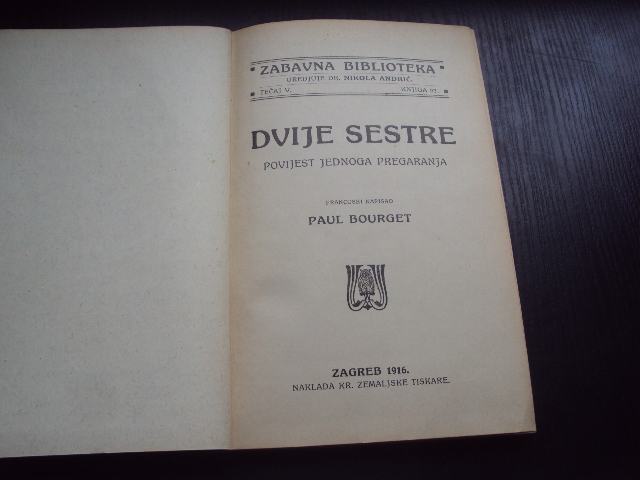 ZABAVNA BIBLIOTEKA
UREDJUJE DR. NIKOLA ANDRIĆ.
TEČAJ V. KNJIGA
DVIJE SESTRE
POVIJEST JEDNOGA PREGARANJA
FRANCUSKI NAPISAO
PAUL BOURGET
ZAGREB 1916.
NAKLADA KR. ZEMALJSKE TISKARE.